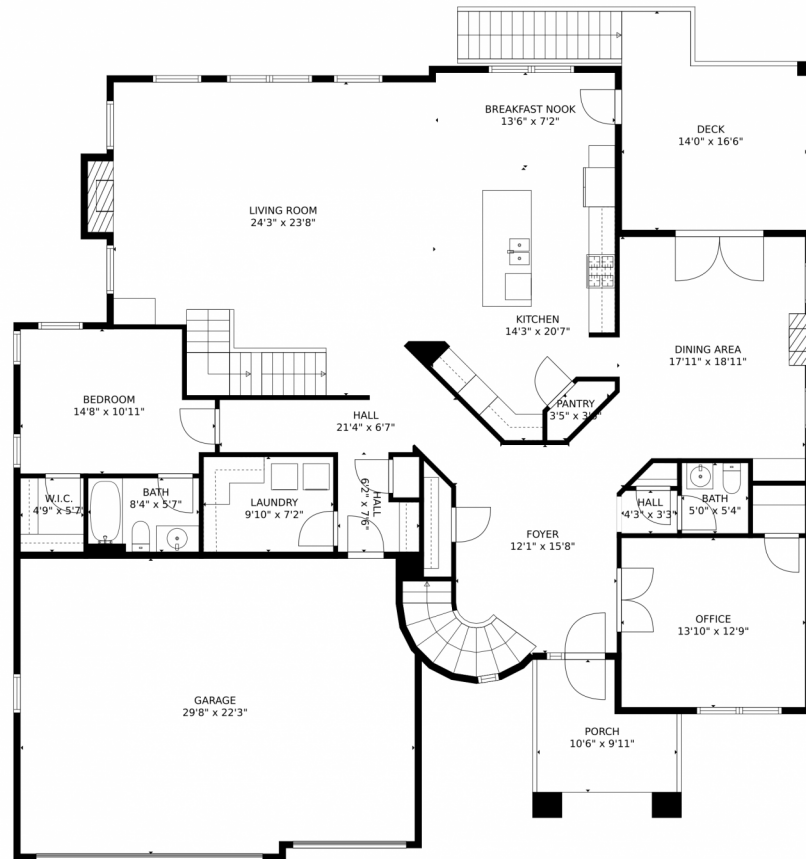 BREAKFAST NOOK
13'6" x 7'2"
DECK
14'0" x 16'6"
LIVING ROOM
24'3" x 23'8"
KITCHEN
14'3" x 20'7"
DINING AREA
17'11" x 18'11"
BEDROOM
14'8" x 10'11"
PANTRY
3'5" x
HALL
21'4" x 6'7"
W.I.C.
4'9" x 5'7"
BATH
8'4" x 5'7"
LAUNDRY
9'10" x 7'2"
HALL
6'2" x 7'6"
FOYER
12'1" x 15'8"
HALL
4'3" x 3'3"
BATH
5'0" x 5'4"
OFFICE
13'10" x 12'9"
GARAGE
29'8" x 22'3"
PORCH
10'6" x 9'11"